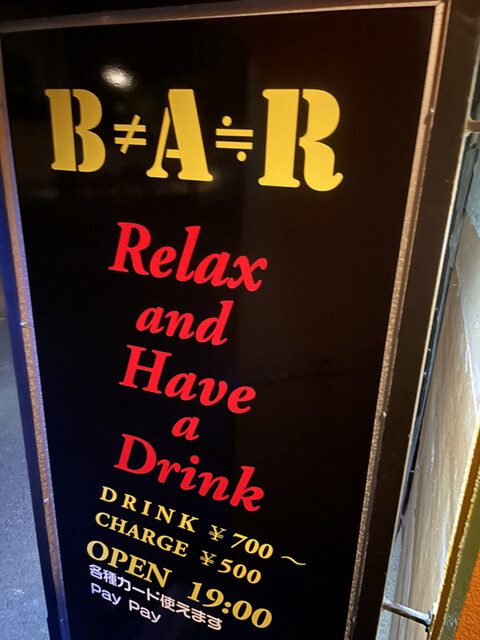 B≠A≒R
Relax
and
Have
a
Drink
DRINK ¥700～
CHARGE ¥500
OPEN 19:00
各種カード使えます
Pay Pay